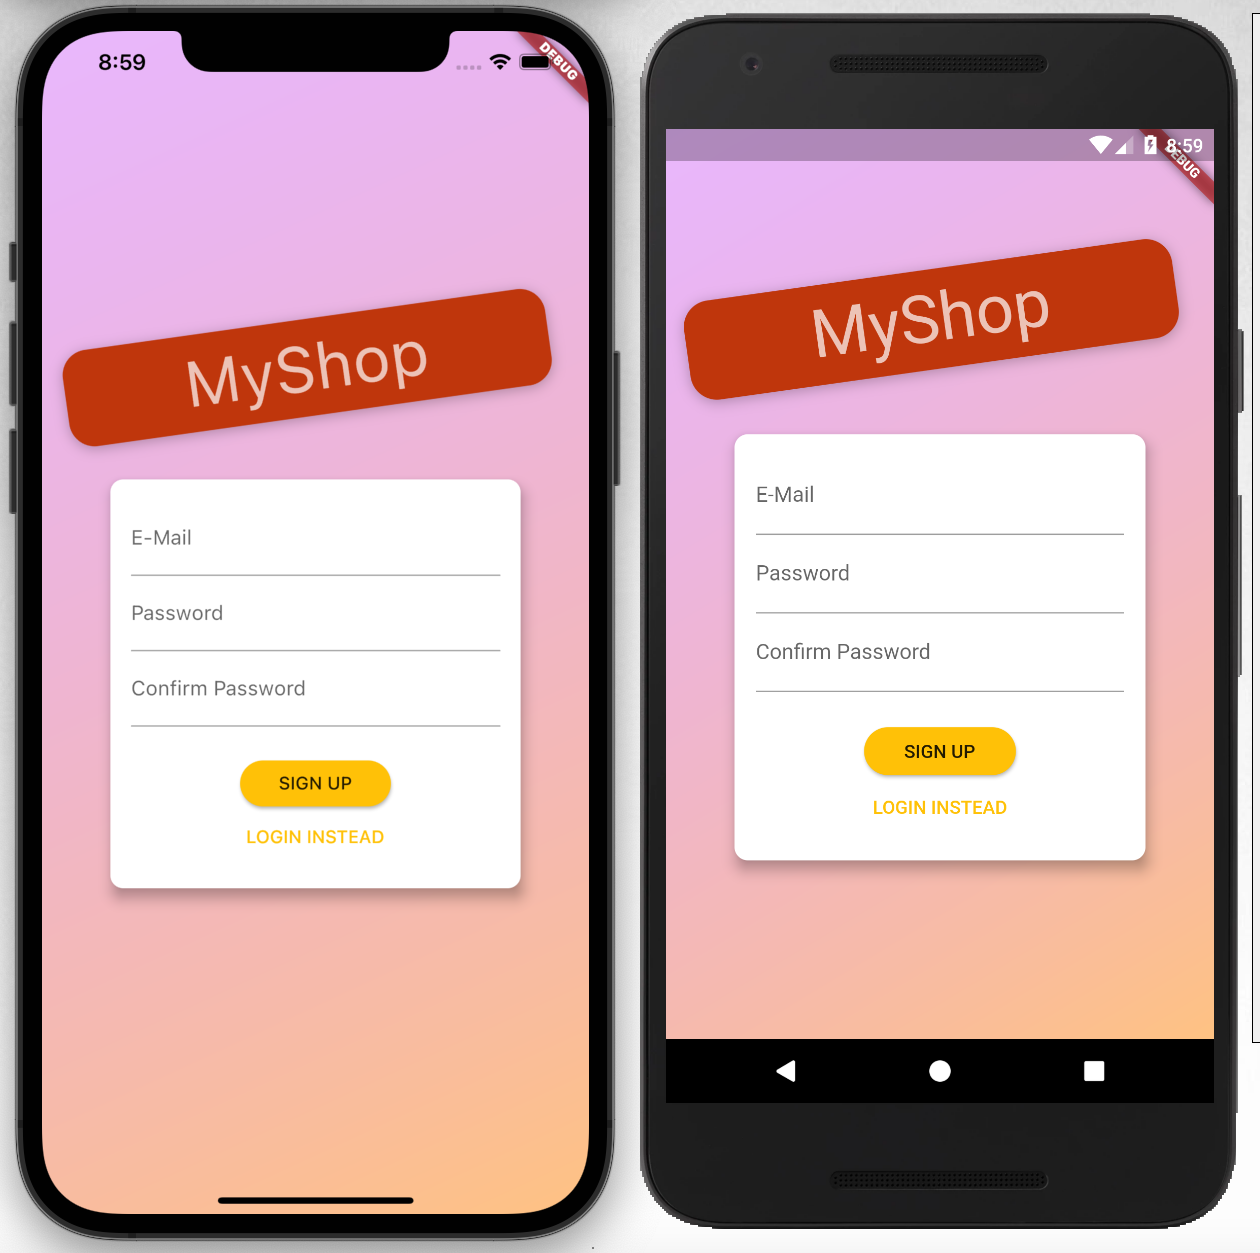 8:59
DEBUG
MyShop
E-Mail
Password
Confirm Password
SIGN UP
LOGIN INSTEAD
8:59
DEBUG
MyShop
E-Mail
Password
Confirm Password
SIGN UP
LOGIN INSTEAD